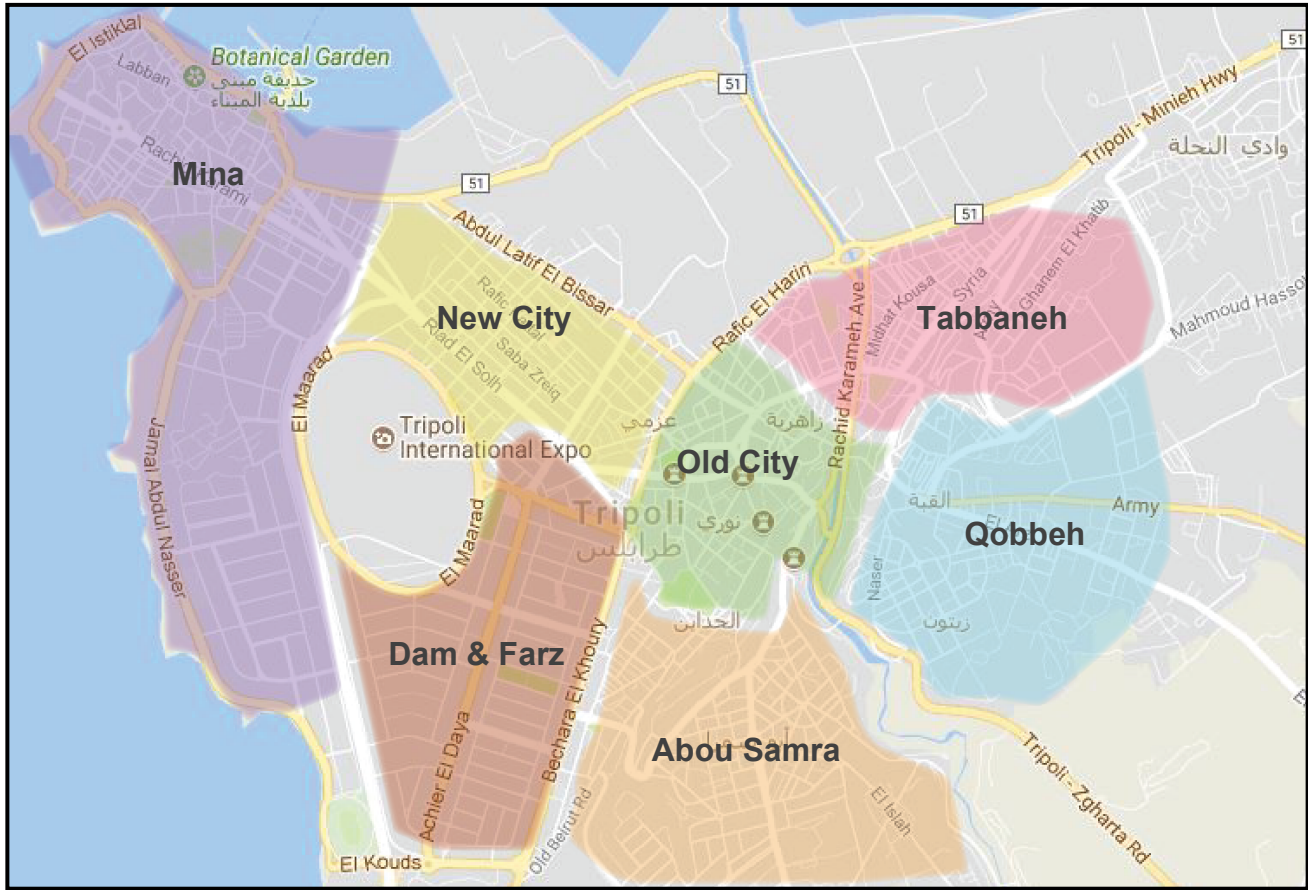 El Istiklal
Labban
Botanical Garden
حديقة مبنى
بلدية الميناء
Mina
51
51
51
51
Tripoli - Minieh Hwy
وادي النحلة
Abdul Latif El Bissar
Rafic El Hariri
Midhat Kousa
Syria
Ghanem El Khatib
Tabbaneh
Mahmoud Hassou
New City
Riad El Solh
Saba Zreiq
El Maarad
Tripoli
International Expo
عزمي
زاهرية
Rachid Karameh Ave
Old City
Jamal Abdul Nasser
Tripoli
طرابلس
نوري
القبة
Army
El
Qobbeh
El Maarad
Naser
زيتون
الحدادين
Dam & Farz
Bechara El Khoury
Abou Samra
Achier El Daya
El Islah
Tripoli - Zgharta Rd
Old Beirut Rd
El Kouds